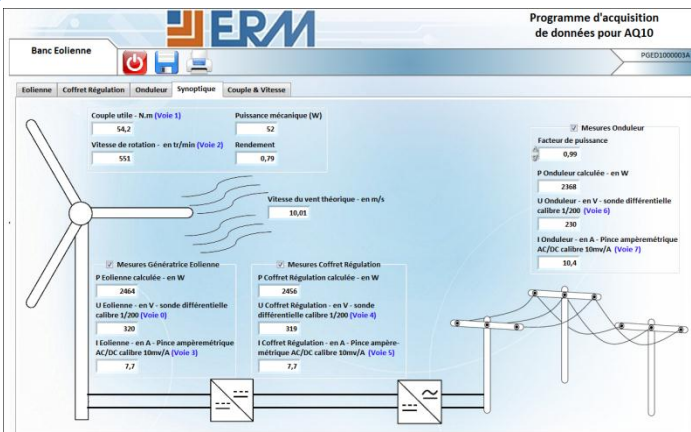 ERM
Programme d'acquisition
de données pour AQ10
Banc Eolienne
PGED1000003A
Eolienne
Coffret Régulation
Onduleur
Synoptique
Couple & Vitesse
Couple utile - N.m (Voie 1)
54,2
Puissance mécanique (W)
52
Vitesse de rotation - en tr/min (Voie 2)
551
Rendement
0,79
Vitesse du vent théorique - en m/s
10,01
Mesures Onduleur
Facteur de puissance
0,99
P Onduleur calculée - en W
2368
U Onduleur - en V - sonde différentielle
calibre 1/200 (Voie 6)
230
I Onduleur - en A - Pince ampèremétrique
AC/DC calibre 10mv/A (Voie 7)
10,4
Mesures Génératrice Eolienne
P Eolienne calculée - en W
2464
U Eolienne - en V - sonde différentielle
calibre 1/200 (Voie 0)
320
I Eolienne - en A - Pince ampèremétrique
AC/DC calibre 10mv/A (Voie 3)
7,7
Mesures Coffret Régulation
P Coffret Régulation calculée - en W
2456
U Coffret Régulation - en V - sonde
différentielle calibre 1/200 (Voie 4)
319
I Coffret Régulation - en A - Pince ampère-
métrique AC/DC calibre 10mv/A (Voie 5)
7,7